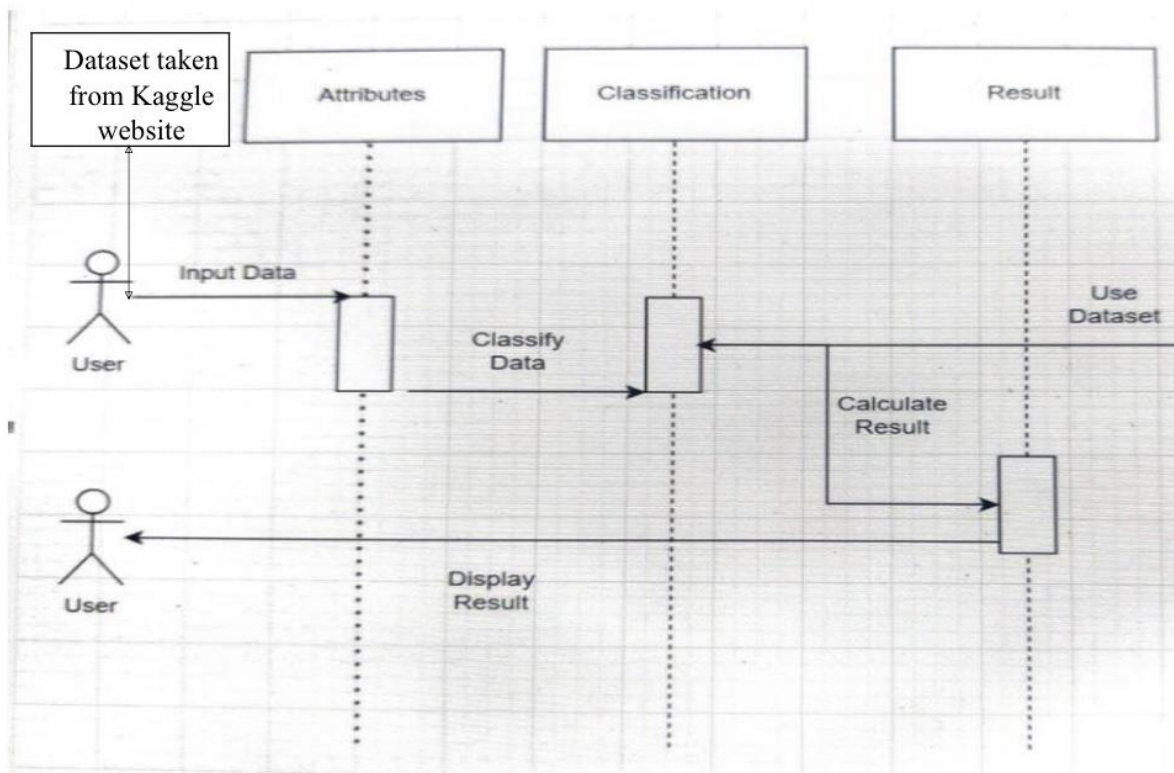 Dataset taken
from Kaggle
website
Attributes
Classification
Result
Input Data
User
Classify
Data
Use
Dataset
Calculate
Result
User
Display
Result